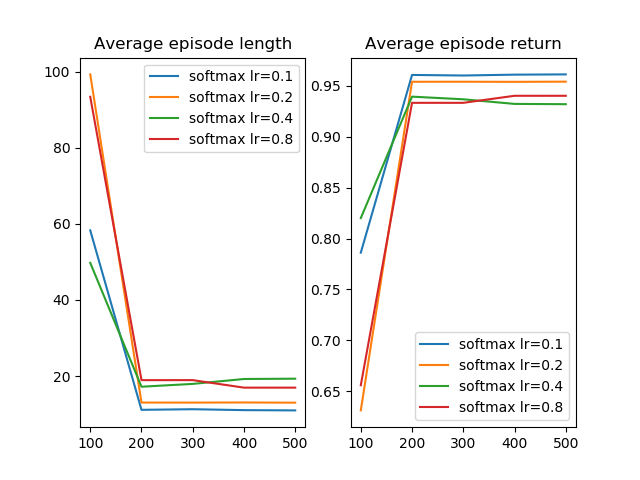 Average episode length
100
80
60
40
20
100 200 300 400 500
softmax lr=0.1
softmax lr=0.2
softmax lr=0.4
softmax lr=0.8
Average episode return
0.95
0.90
0.85
0.80
0.75
0.70
0.65
100 200 300 400 500
softmax lr=0.1
softmax lr=0.2
softmax lr=0.4
softmax lr=0.8